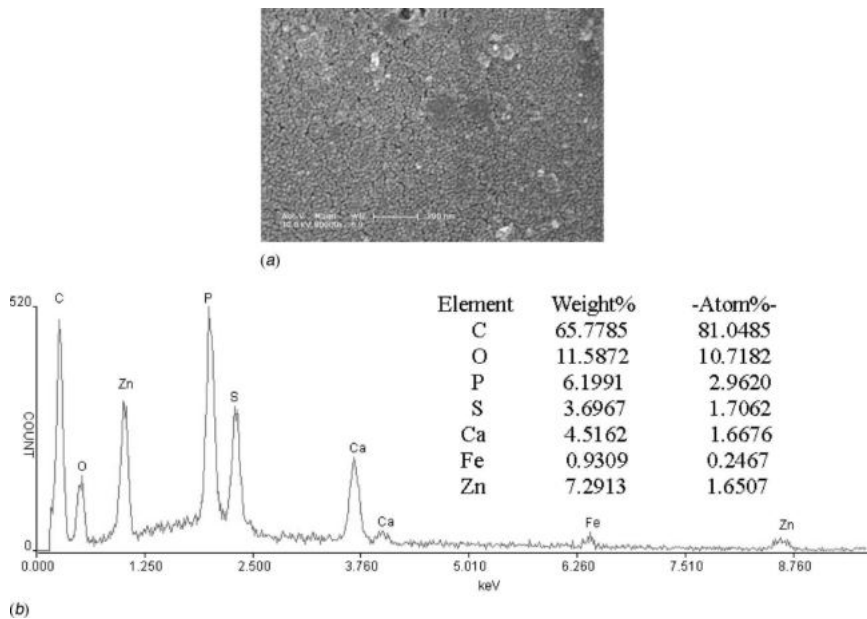 (a)
520
C
P
Zn
S
O
Ca
Ca
Fe
Zn
COUNT
0
0.000 1.250 2.500 3.760 5.010 6.260 7.510 8.760
keV
Element Weight% -Atom%-
C 65.7785 81.0485
O 11.5872 10.7182
P 6.1991 2.9620
S 3.6967 1.7062
Ca 4.5162 1.6676
Fe 0.9309 0.2467
Zn 7.2913 1.6507
(b)